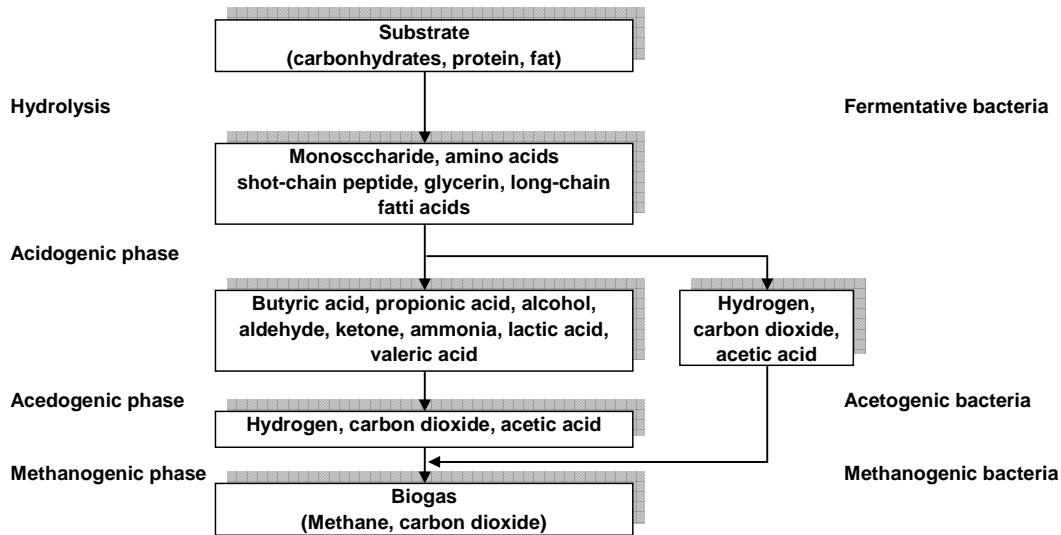 Substrate
(carbonhydrates, protein, fat)
Hydrolysis
Fermentative bacteria
Monosccharide, amino acids
shot-chain peptide, glycerin, long-chain
fatti acids
Acidogenic phase
Butyric acid, propionic acid, alcohol,
aldehyde, ketone, ammonia, lactic acid,
valeric acid
Hydrogen,
carbon dioxide,
acetic acid
Acedogenic phase
Acetogenic bacteria
Hydrogen, carbon dioxide, acetic acid
Methanogenic phase
Methanogenic bacteria
Biogas
(Methane, carbon dioxide)